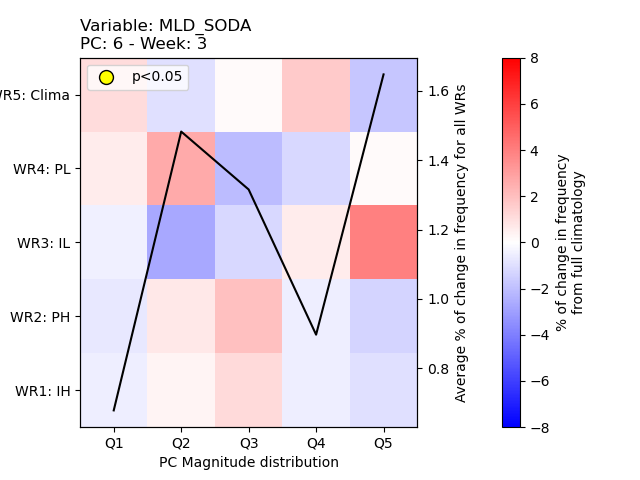 Variable: MLD_SODA
PC: 6 - Week: 3
p<0.05
WR5: Clima
WR4: PL
WR3: IL
WR2: PH
WR1: IH
Q1 Q2 Q3 Q4 Q5
PC Magnitude distribution
1.6
1.4
1.2
1.0
0.8
Average % of change in frequency for all WRs
8
6
4
2
0
−2
−4
−6
−8
% of change in frequency
from full climatology